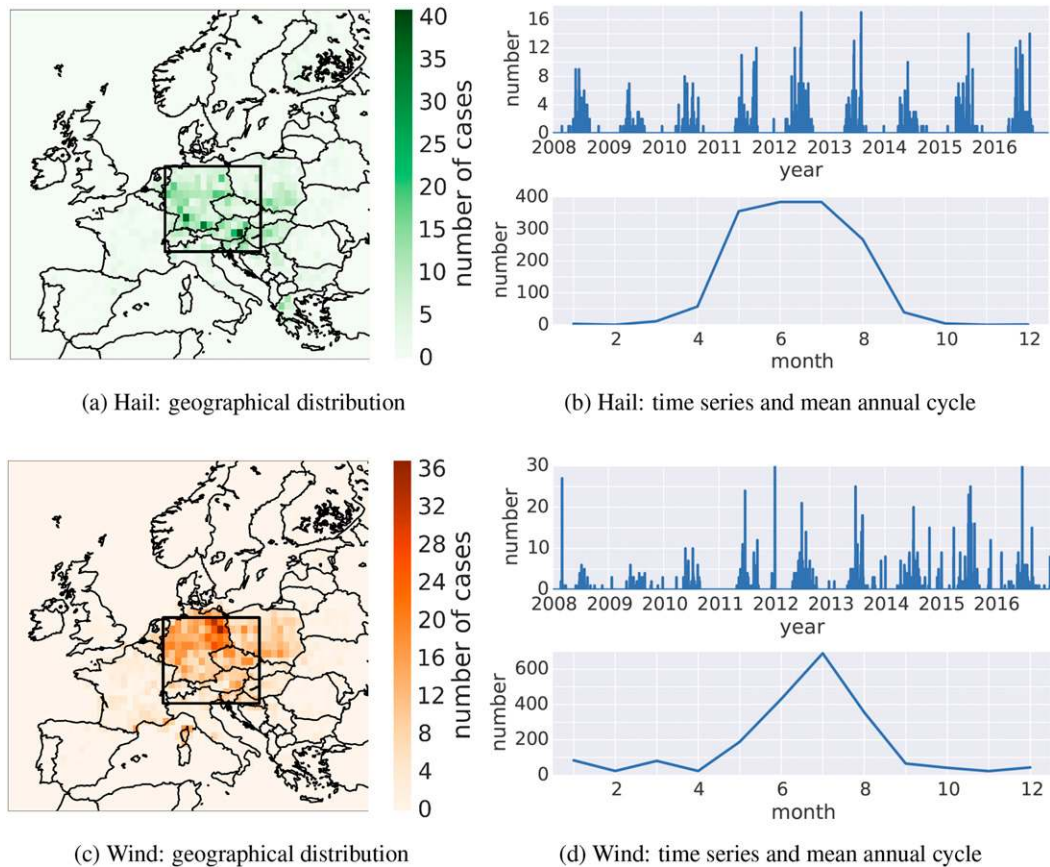 40
35
30
25
20
15
10
5
0
number of cases
16
12
8
4
0
number
2008 2009 2010 2011 2012 2013 2014 2015 2016
year
400
300
200
100
0
number
2 4 6 8 10 12
month
(a) Hail: geographical distribution
(b) Hail: time series and mean annual cycle
36
32
28
24
20
16
12
8
4
0
number of cases
30
20
10
0
number
2008 2009 2010 2011 2012 2013 2014 2015 2016
year
600
400
200
0
number
2 4 6 8 10 12
month
(c) Wind: geographical distribution
(d) Wind: time series and mean annual cycle